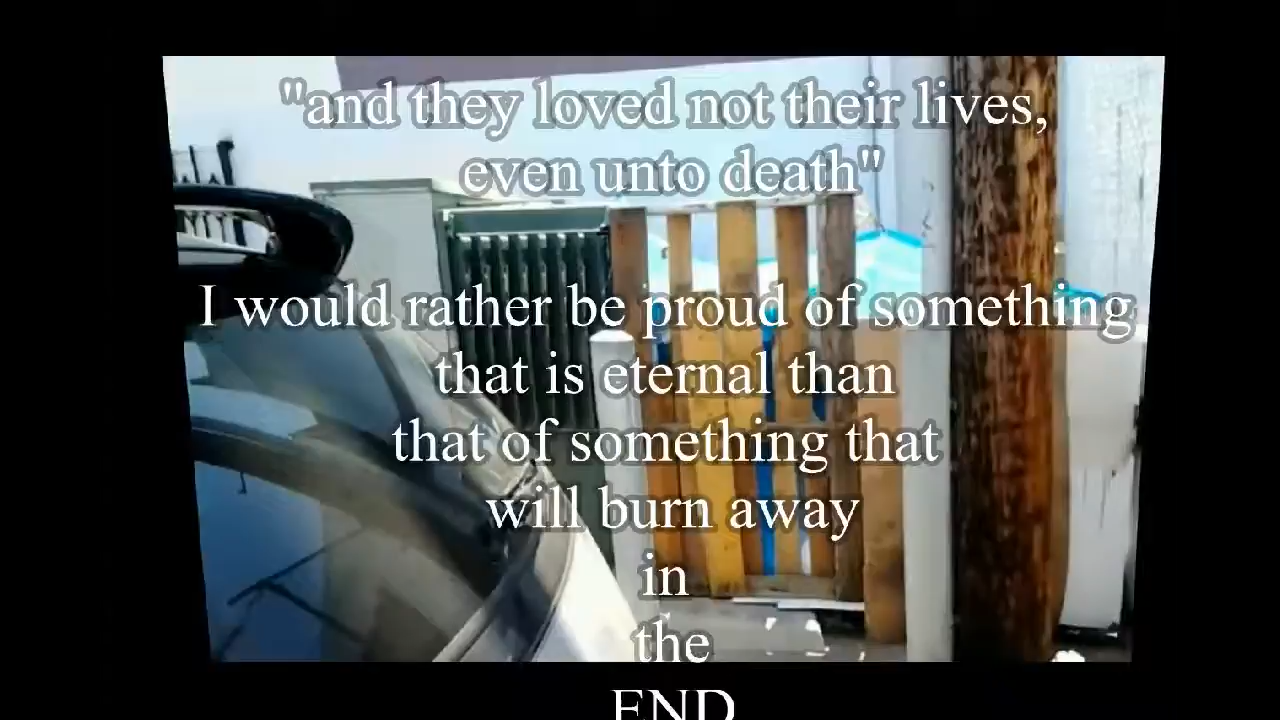 "and they loved not their lives,
even unto death"
I would rather be proud of something
that is eternal than
that of something that
will burn away
in
the
END